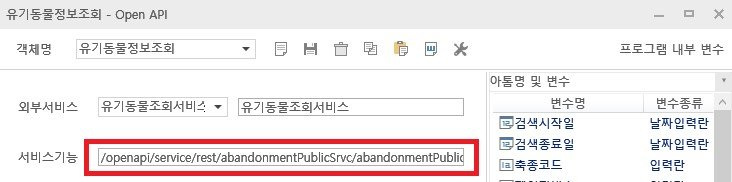 유기동물정보조회 - Open API
객체명 유기동물정보조회 프로그램 내부 변수
아톰명 및 변수
외부서비스 유기동물조회서비스 유기동물조회서비스
변수명 변수종류
검색시작일 날짜입력란
검색종료일 날짜입력란
서비스기능 /openapi/service/rest/abandonmentPublicSrvc/abandonmentPublic
축종코드 입력란